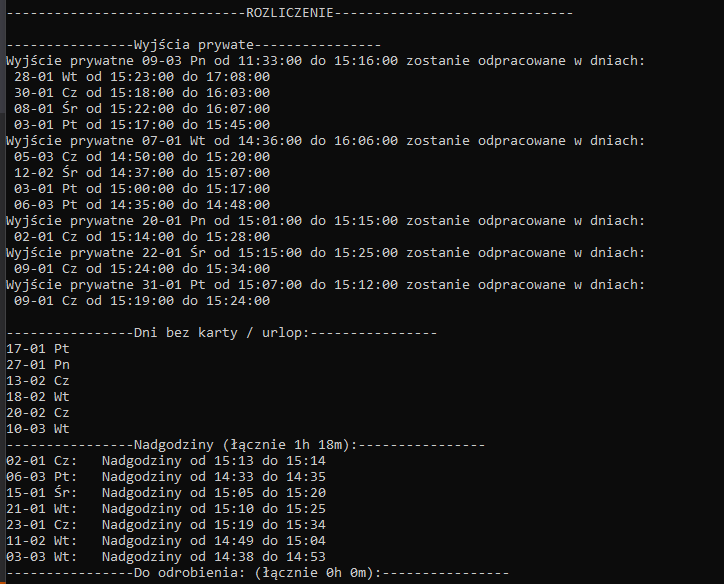 ------------------------------ROZLICZENIE------------------------------
----------------Wyjścia prywate----------------
Wyjście prywatne 09-03 Pn od 11:33:00 do 15:16:00 zostanie odpracowane w dniach:
28-01 Wt od 15:23:00 do 17:08:00
30-01 Cz od 15:18:00 do 16:03:00
08-01 Śr od 15:22:00 do 16:07:00
03-01 Pt od 15:17:00 do 15:45:00
Wyjście prywatne 07-01 Wt od 14:36:00 do 16:06:00 zostanie odpracowane w dniach:
05-03 Cz od 14:50:00 do 15:20:00
12-02 Śr od 14:37:00 do 15:07:00
03-01 Pt od 15:00:00 do 15:17:00
06-03 Pt od 14:35:00 do 14:48:00
Wyjście prywatne 20-01 Pn od 15:01:00 do 15:15:00 zostanie odpracowane w dniach:
02-01 Cz od 15:14:00 do 15:28:00
Wyjście prywatne 22-01 Śr od 15:15:00 do 15:25:00 zostanie odpracowane w dniach:
09-01 Cz od 15:24:00 do 15:34:00
Wyjście prywatne 31-01 Pt od 15:07:00 do 15:12:00 zostanie odpracowane w dniach:
09-01 Cz od 15:19:00 do 15:24:00
----------------Dni bez karty / urlop:----------------
17-01 Pt
27-01 Pn
13-02 Cz
18-02 Wt
20-02 Cz
10-03 Wt
----------------Nadgodziny (łącznie 1h 18m):----------------
02-01 Cz:   Nadgodziny od 15:13 do 15:14
06-03 Pt:   Nadgodziny od 14:33 do 14:35
15-01 Śr:   Nadgodziny od 15:05 do 15:20
21-01 Wt:   Nadgodziny od 15:10 do 15:25
23-01 Cz:   Nadgodziny od 15:19 do 15:34
11-02 Wt:   Nadgodziny od 14:49 do 15:04
03-03 Wt:   Nadgodziny od 14:38 do 14:53
----------------Do odrobienia: (łącznie 0h 0m):----------------